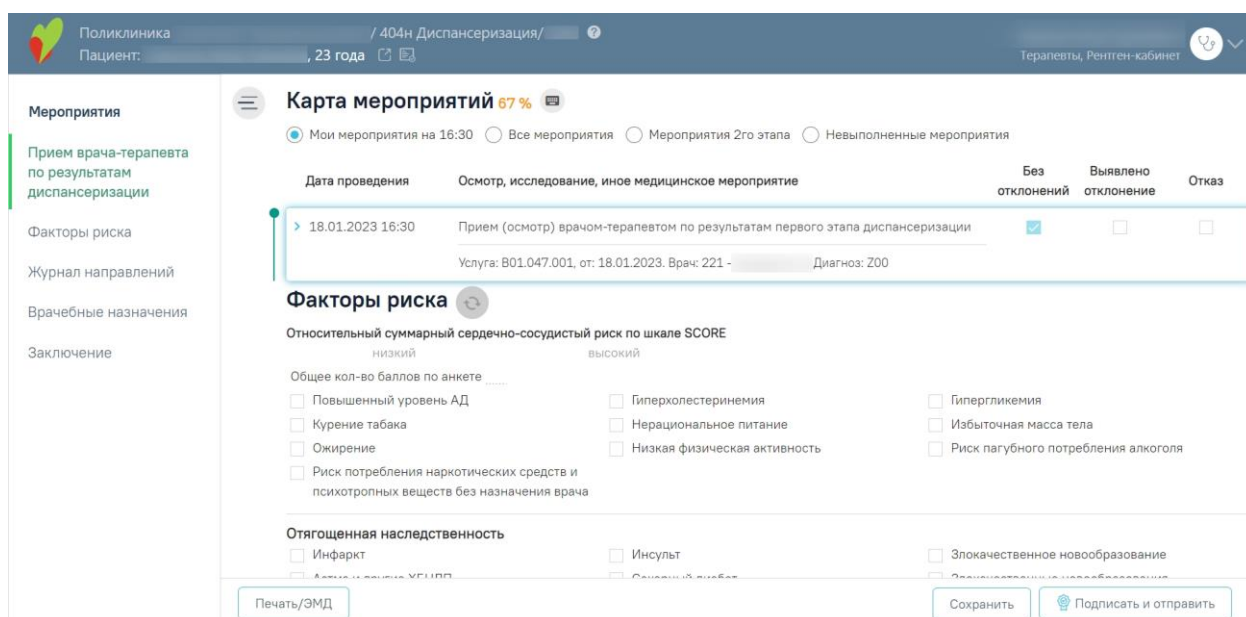 Поликлиника / 404н Диспансеризация/
Пациент: , 23 года
Терапевты, Рентген-кабинет
Мероприятия
Прием врача-терапевта
по результатам
диспансеризации
Факторы риска
Журнал направлений
Врачебные назначения
Заключение
Карта мероприятий 67 %
Мои мероприятия на 16:30 Все мероприятия Мероприятия 2го этапа Невыполненные мероприятия
Дата проведения Осмотр, исследование, иное медицинское мероприятие Без отклонений Выявлено отклонение Отказ
18.01.2023 16:30 Прием (осмотр) врачом-терапевтом по результатам первого этапа диспансеризации
Услуга: B01.047.001, от: 18.01.2023. Врач: 221 - Диагноз: Z00
Факторы риска
Относительный суммарный сердечно-сосудистый риск по шкале SCORE
низкий высокий
Общее кол-во баллов по анкете
Повышенный уровень АД Гиперхолестеринемия Гипергликемия
Курение табака Нерациональное питание Избыточная масса тела
Ожирение Низкая физическая активность Риск пагубного потребления алкоголя
Риск потребления наркотических средств и
психотропных веществ без назначения врача
Отягощенная наследственность
Инфаркт Инсульт Злокачественное новообразование
Печать/ЭМД Сохранить Подписать и отправить